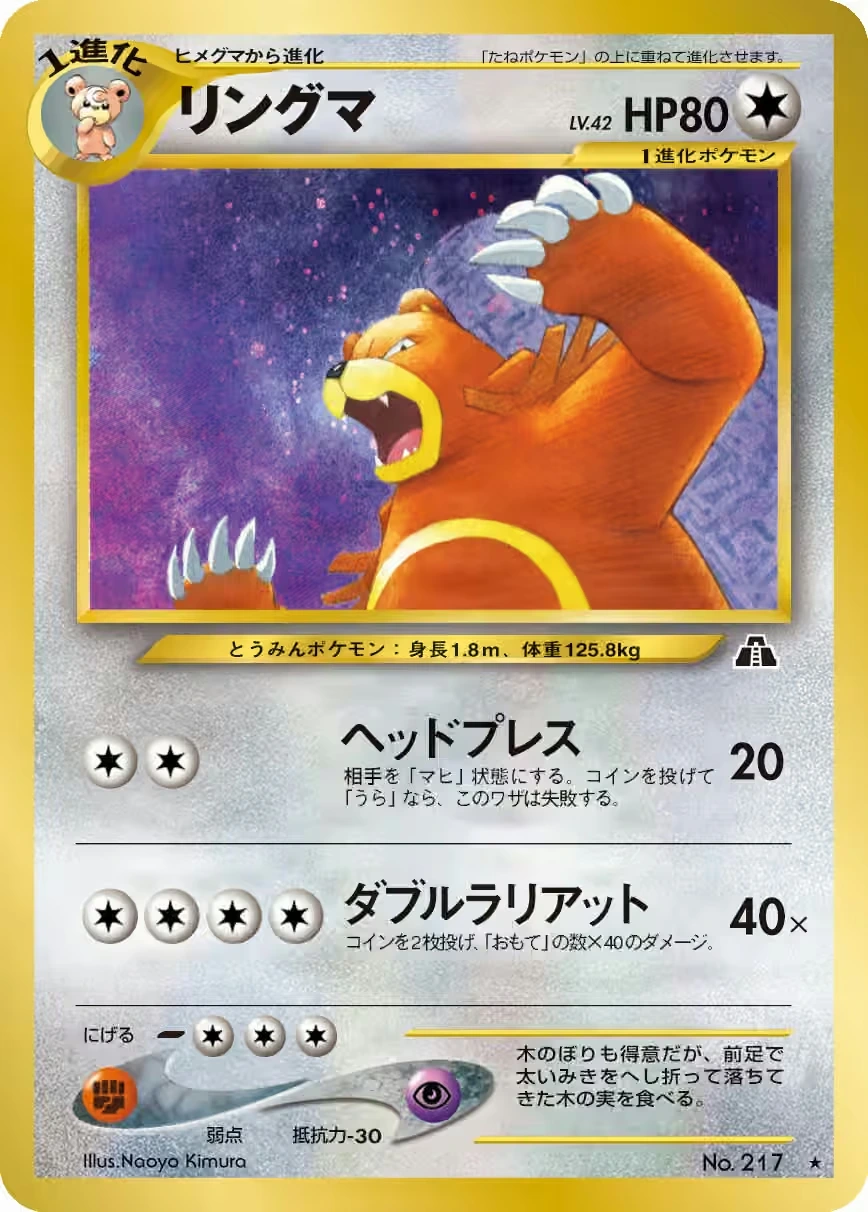 1進化
ヒメグマから進化
「たねポケモン」の上に重ねて進化させます。
リングマ
LV.42 HP80
1進化ポケモン
とうみんポケモン：身長1.8m、体重125.8kg
ヘッドプレス
20
相手を「マヒ」状態にする。コインを投げて
「うら」なら、このワザは失敗する。
ダブルラリアット
40×
コインを2枚投げ、「おもて」の数×40のダメージ。
にげる
弱点
抵抗力-30
木のぼりも得意だが、前足で
太いみきをへし折って落ちて
きた木の実を食べる。
Illus.Naoyo Kimura
No. 217 ★